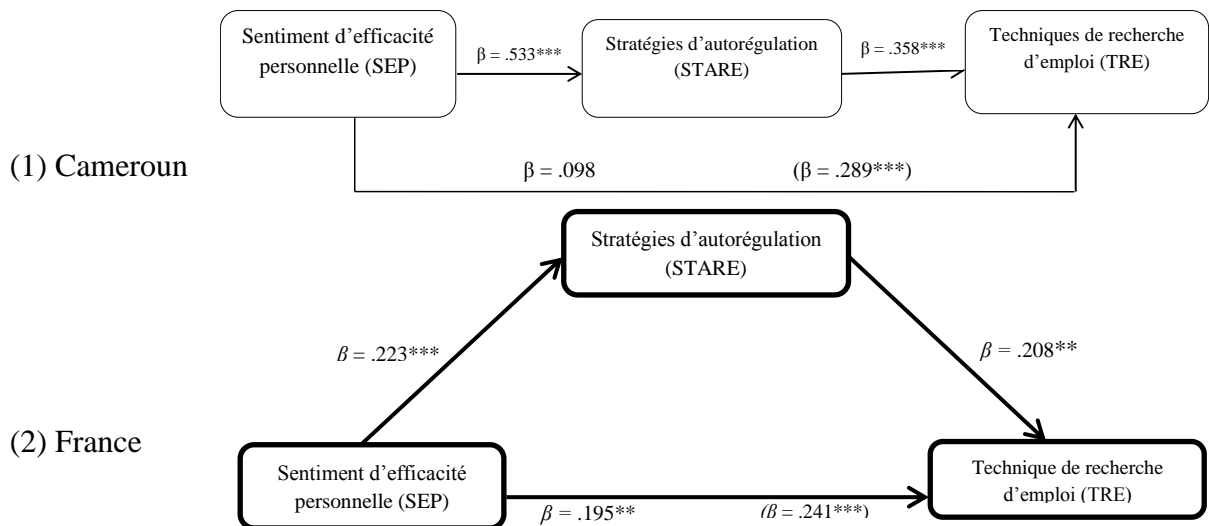 Sentiment d’efficacité
personnelle (SEP)
β = .533***
Stratégies d’autorégulation
(STARE)
β = .358***
Techniques de recherche
d’emploi (TRE)
(1) Cameroun
β = .098
(β = .289***)
Stratégies d’autorégulation
(STARE)
β = .223***
β = .208**
(2) France
Sentiment d’efficacité
personnelle (SEP)
Technique de recherche
d’emploi (TRE)
β = .195**
(β = .241***)